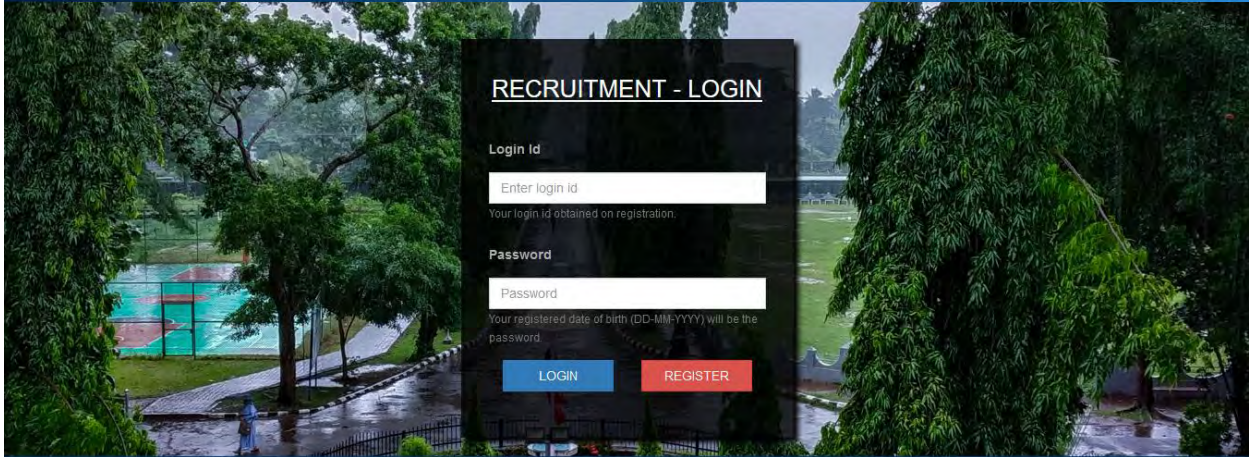 RECRUITMENT - LOGIN
Login Id
Enter login id
Your login id obtained on registration.
Password
Password
Your registered date of birth (DD-MM-YYYY) will be the
password.
LOGIN REGISTER